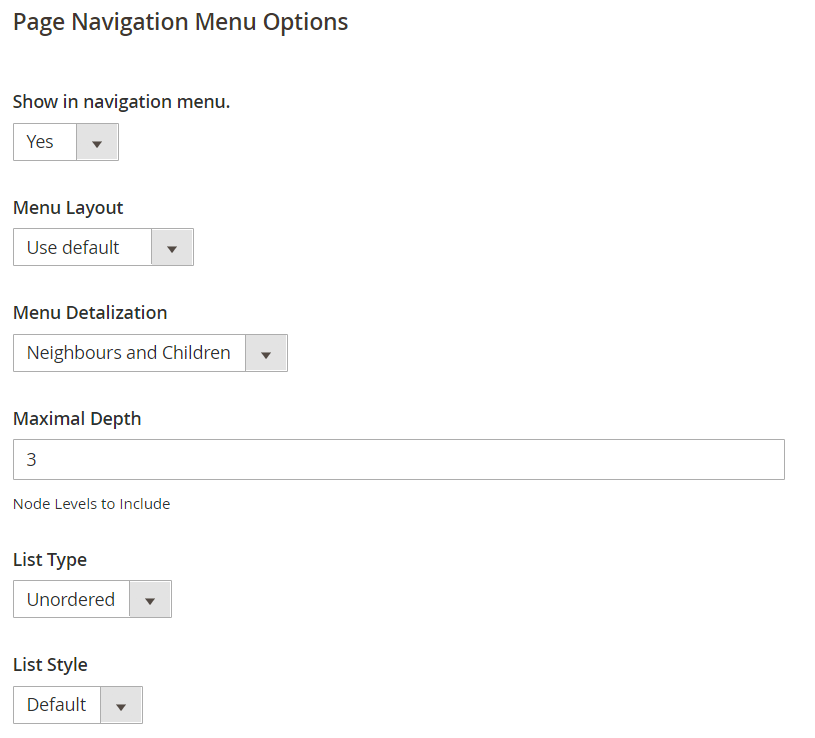 Page Navigation Menu Options
Show in navigation menu.
Yes
Menu Layout
Use default
Menu Detalization
Neighbours and Children
Maximal Depth
3
Node Levels to Include
List Type
Unordered
List Style
Default